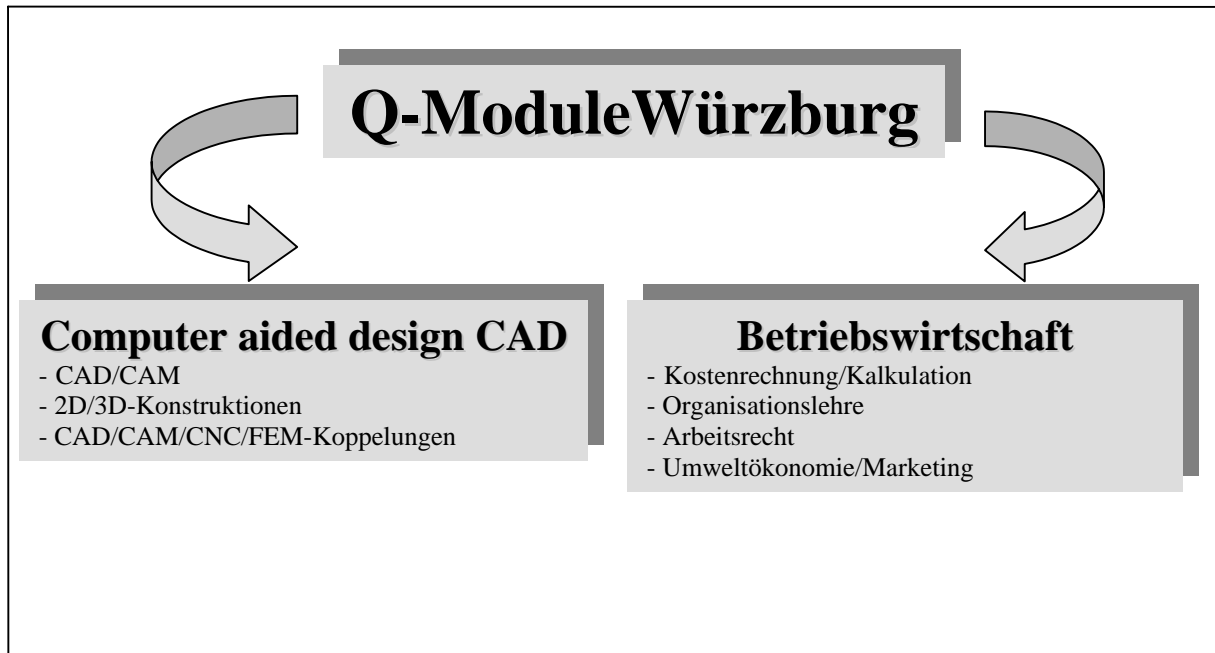 Q-ModuleWürzburg
Computer aided design CAD
- CAD/CAM
- 2D/3D-Konstruktionen
- CAD/CAM/CNC/FEM-Koppelungen
Betriebswirtschaft
- Kostenrechnung/Kalkulation
- Organisationslehre
- Arbeitsrecht
- Umweltökonomie/Marketing